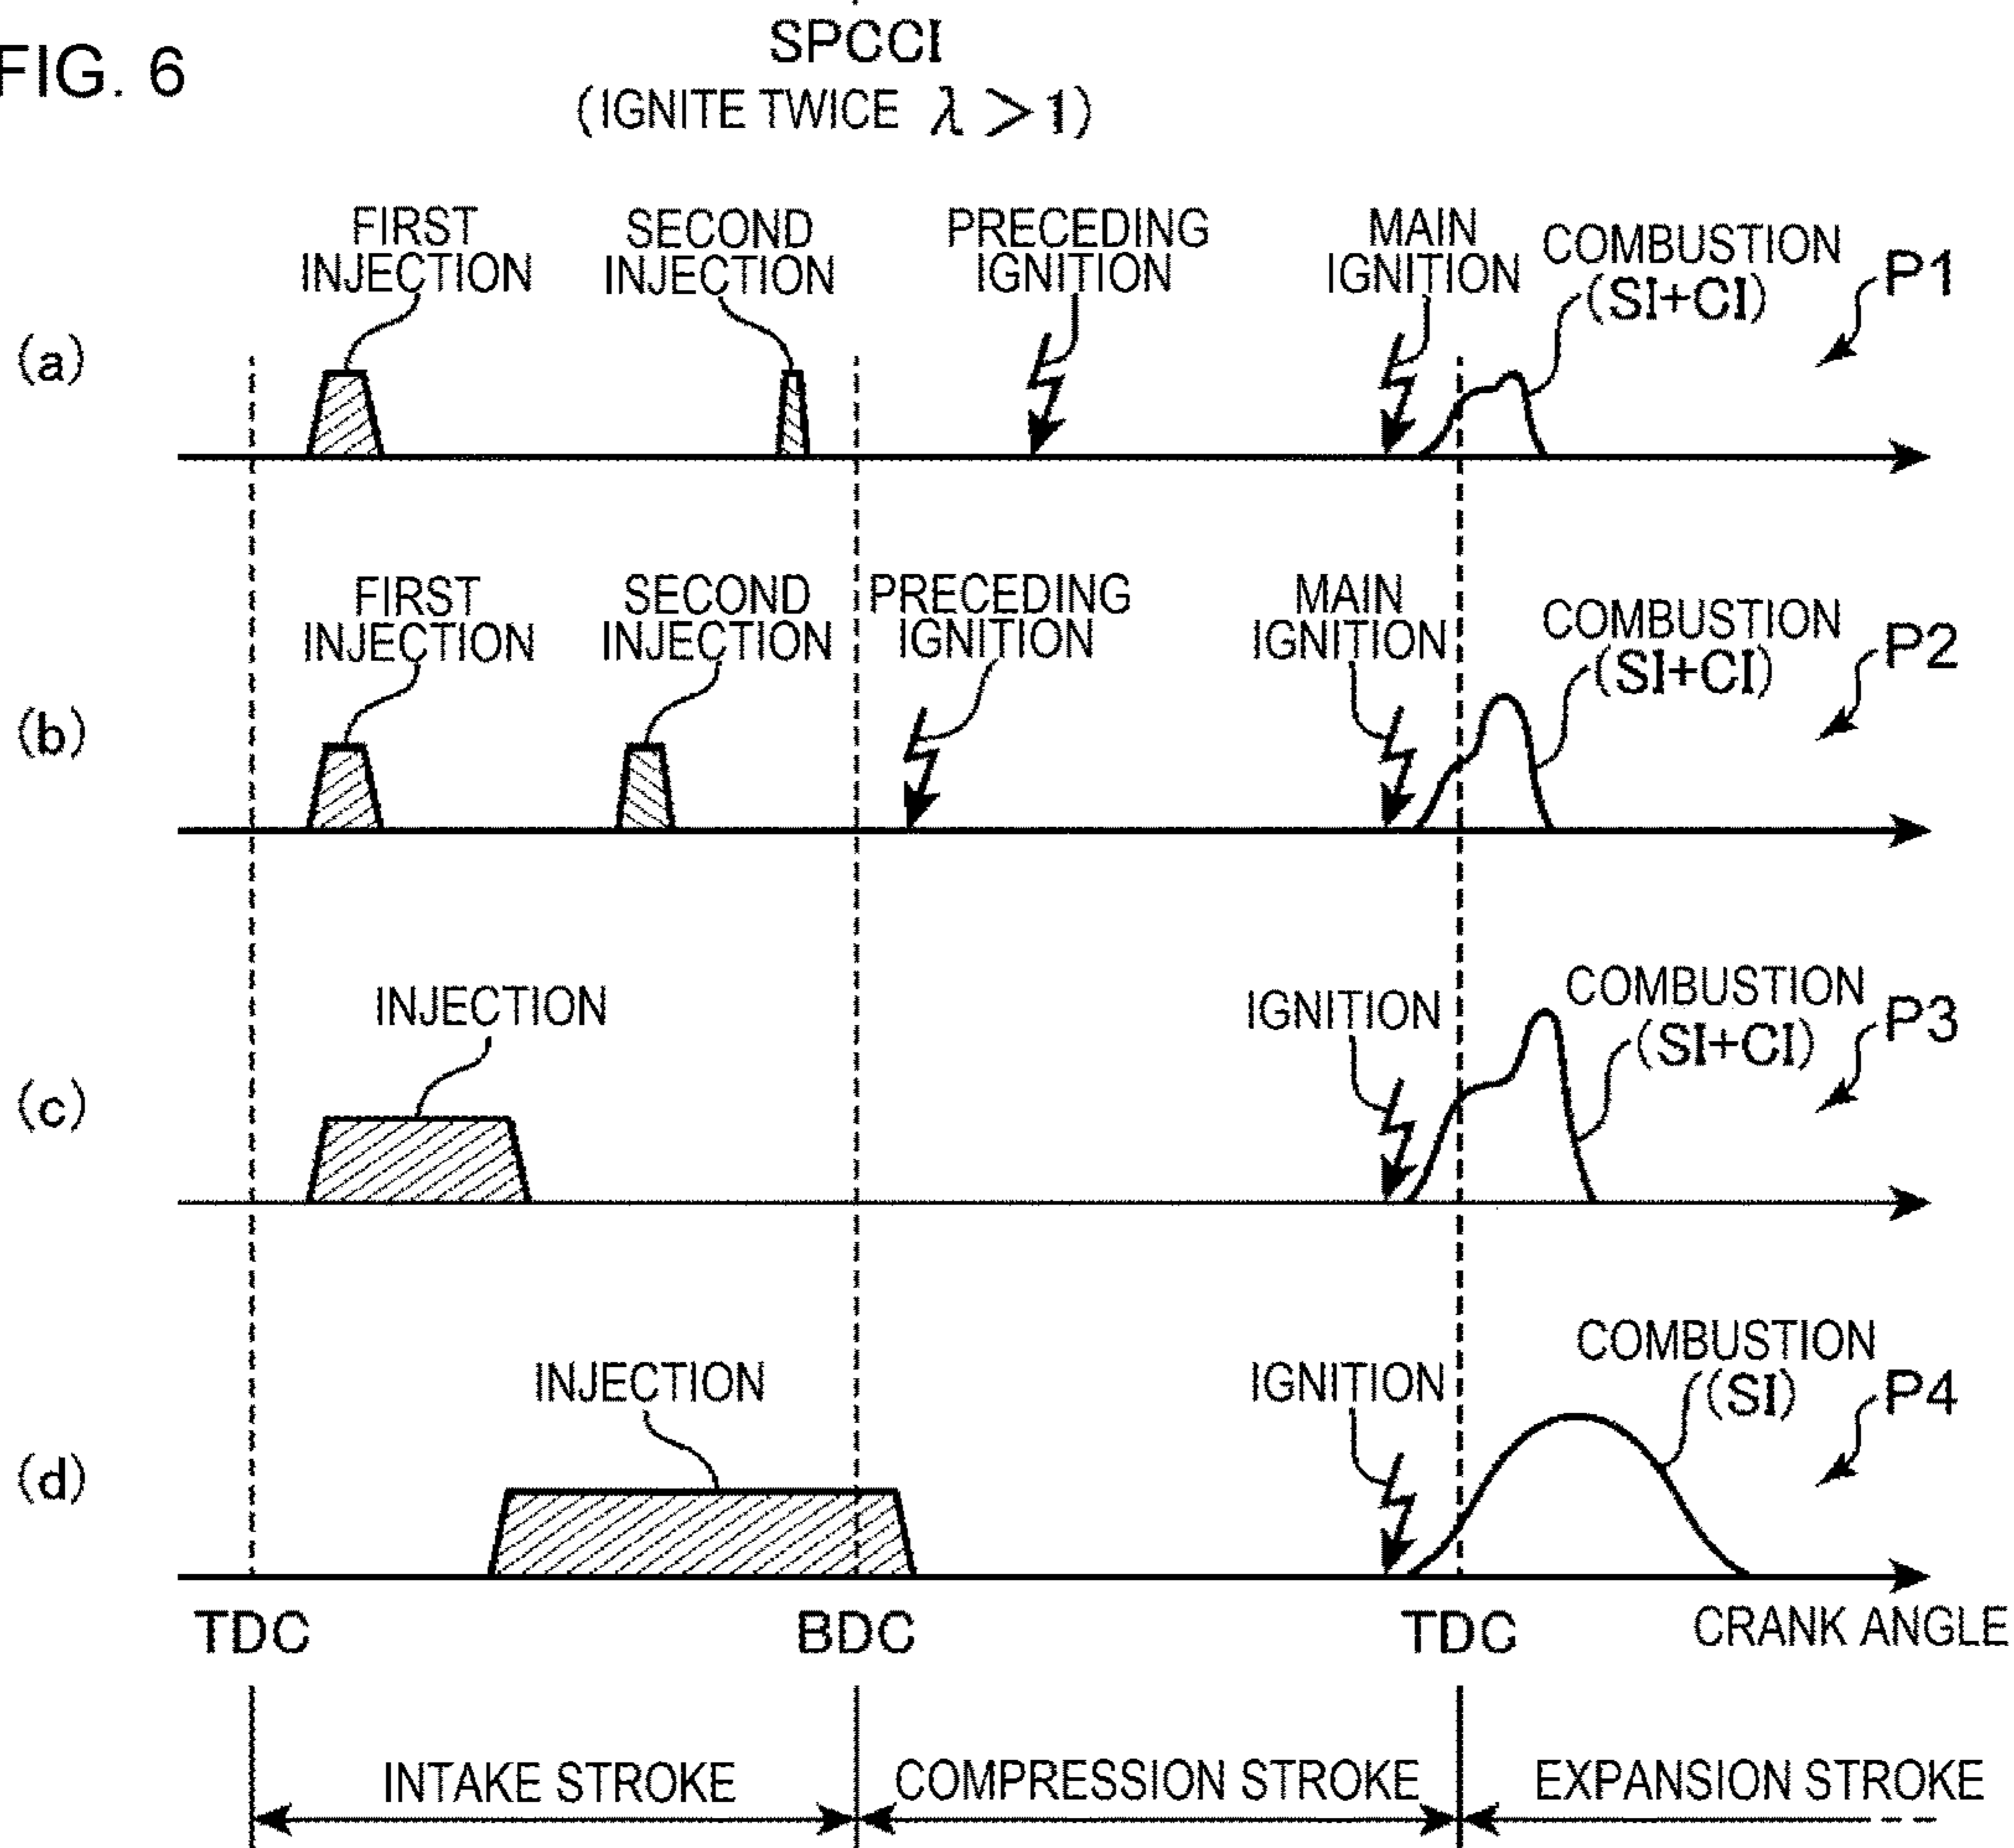 FIG. 6
SPCCI
(IGNITE TWICE λ>1)
FIRST
INJECTION
SECOND
INJECTION
PRECEDING
IGNITION
MAIN
IGNITION
COMBUSTION
(SI+CI)
P1
(a)
FIRST
INJECTION
SECOND
INJECTION
PRECEDING
IGNITION
MAIN
IGNITION
COMBUSTION
(SI+CI)
P2
(b)
INJECTION
IGNITION
COMBUSTION
(SI+CI)
P3
(c)
INJECTION
IGNITION
COMBUSTION
(SI)
P4
(d)
TDC
BDC
TDC
CRANK ANGLE
INTAKE STROKE
COMPRESSION STROKE
EXPANSION STROKE